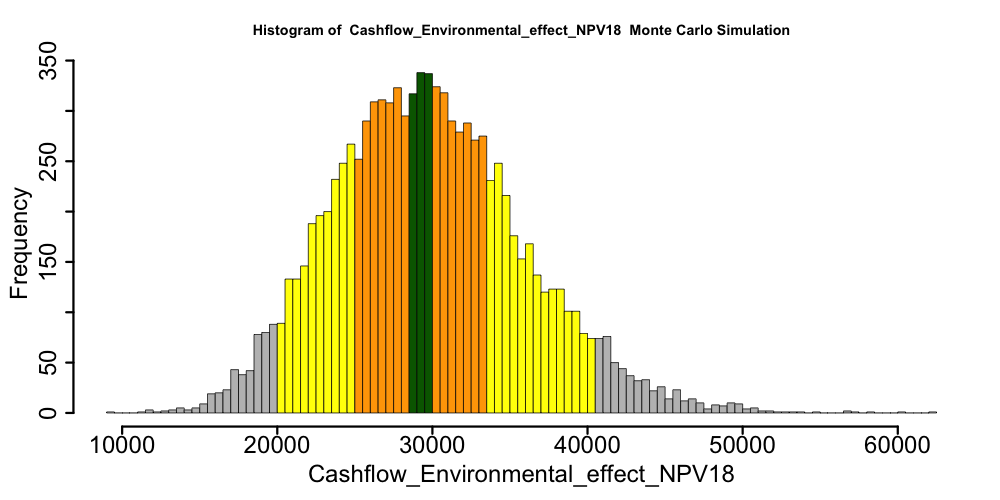 Histogram of  Cashflow_Environmental_effect_NPV18  Monte Carlo Simulation
350
250
150
50
0
Frequency
10000 20000 30000 40000 50000 60000
Cashflow_Environmental_effect_NPV18